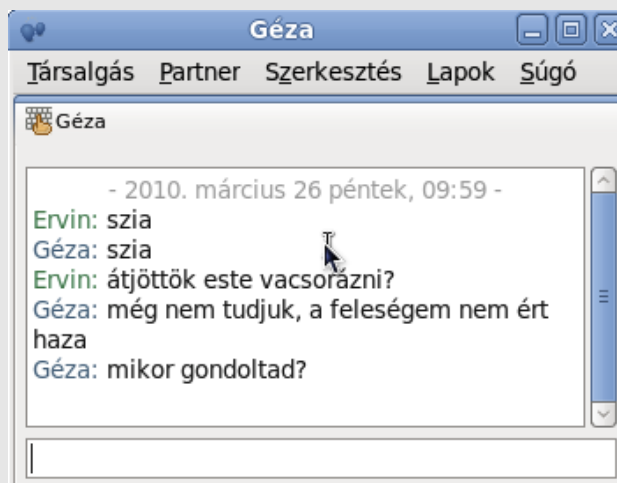 Géza
Társalgás Partner Szerkesztés Lapok Súgó
Géza
- 2010. március 26 péntek, 09:59 -
Ervin: szia
Géza: szia
Ervin: átjöttök este vacsorázni?
Géza: még nem tudjuk, a feleségem nem ért
haza
Géza: mikor gondoltad?